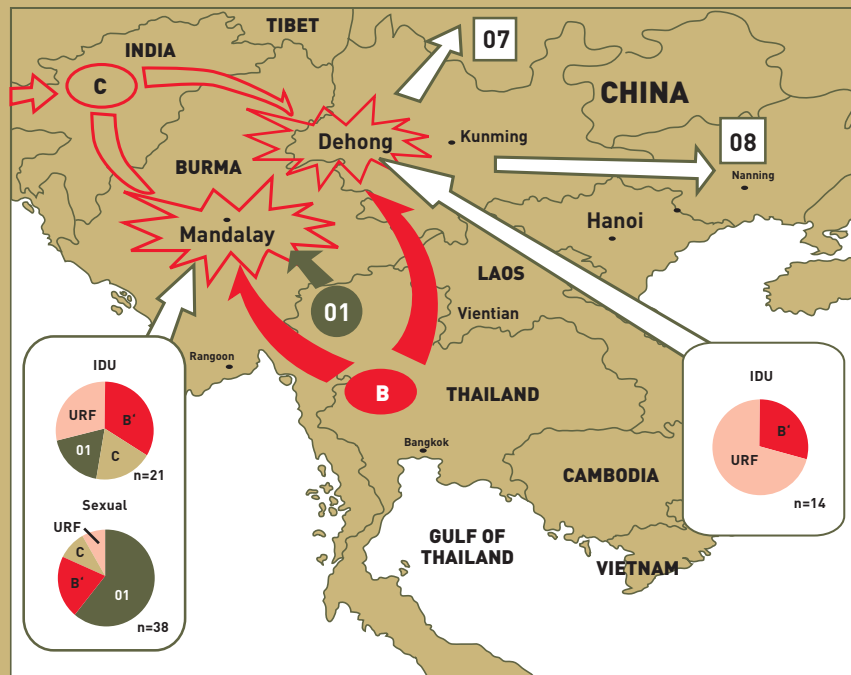 TIBET
07
INDIA
C
CHINA
Dehong
Kunming
08
BURMA
Nanning
Mandalay
Hanoi
LAOS
01
Vientian
Rangoon
B
THAILAND
IDU
URF
B'
01
C
n=21
Sexual
URF
C
B'
01
n=38
Bangkok
CAMBODIA
GULF OF
THAILAND
VIETNAM
IDU
B'
URF
n=14